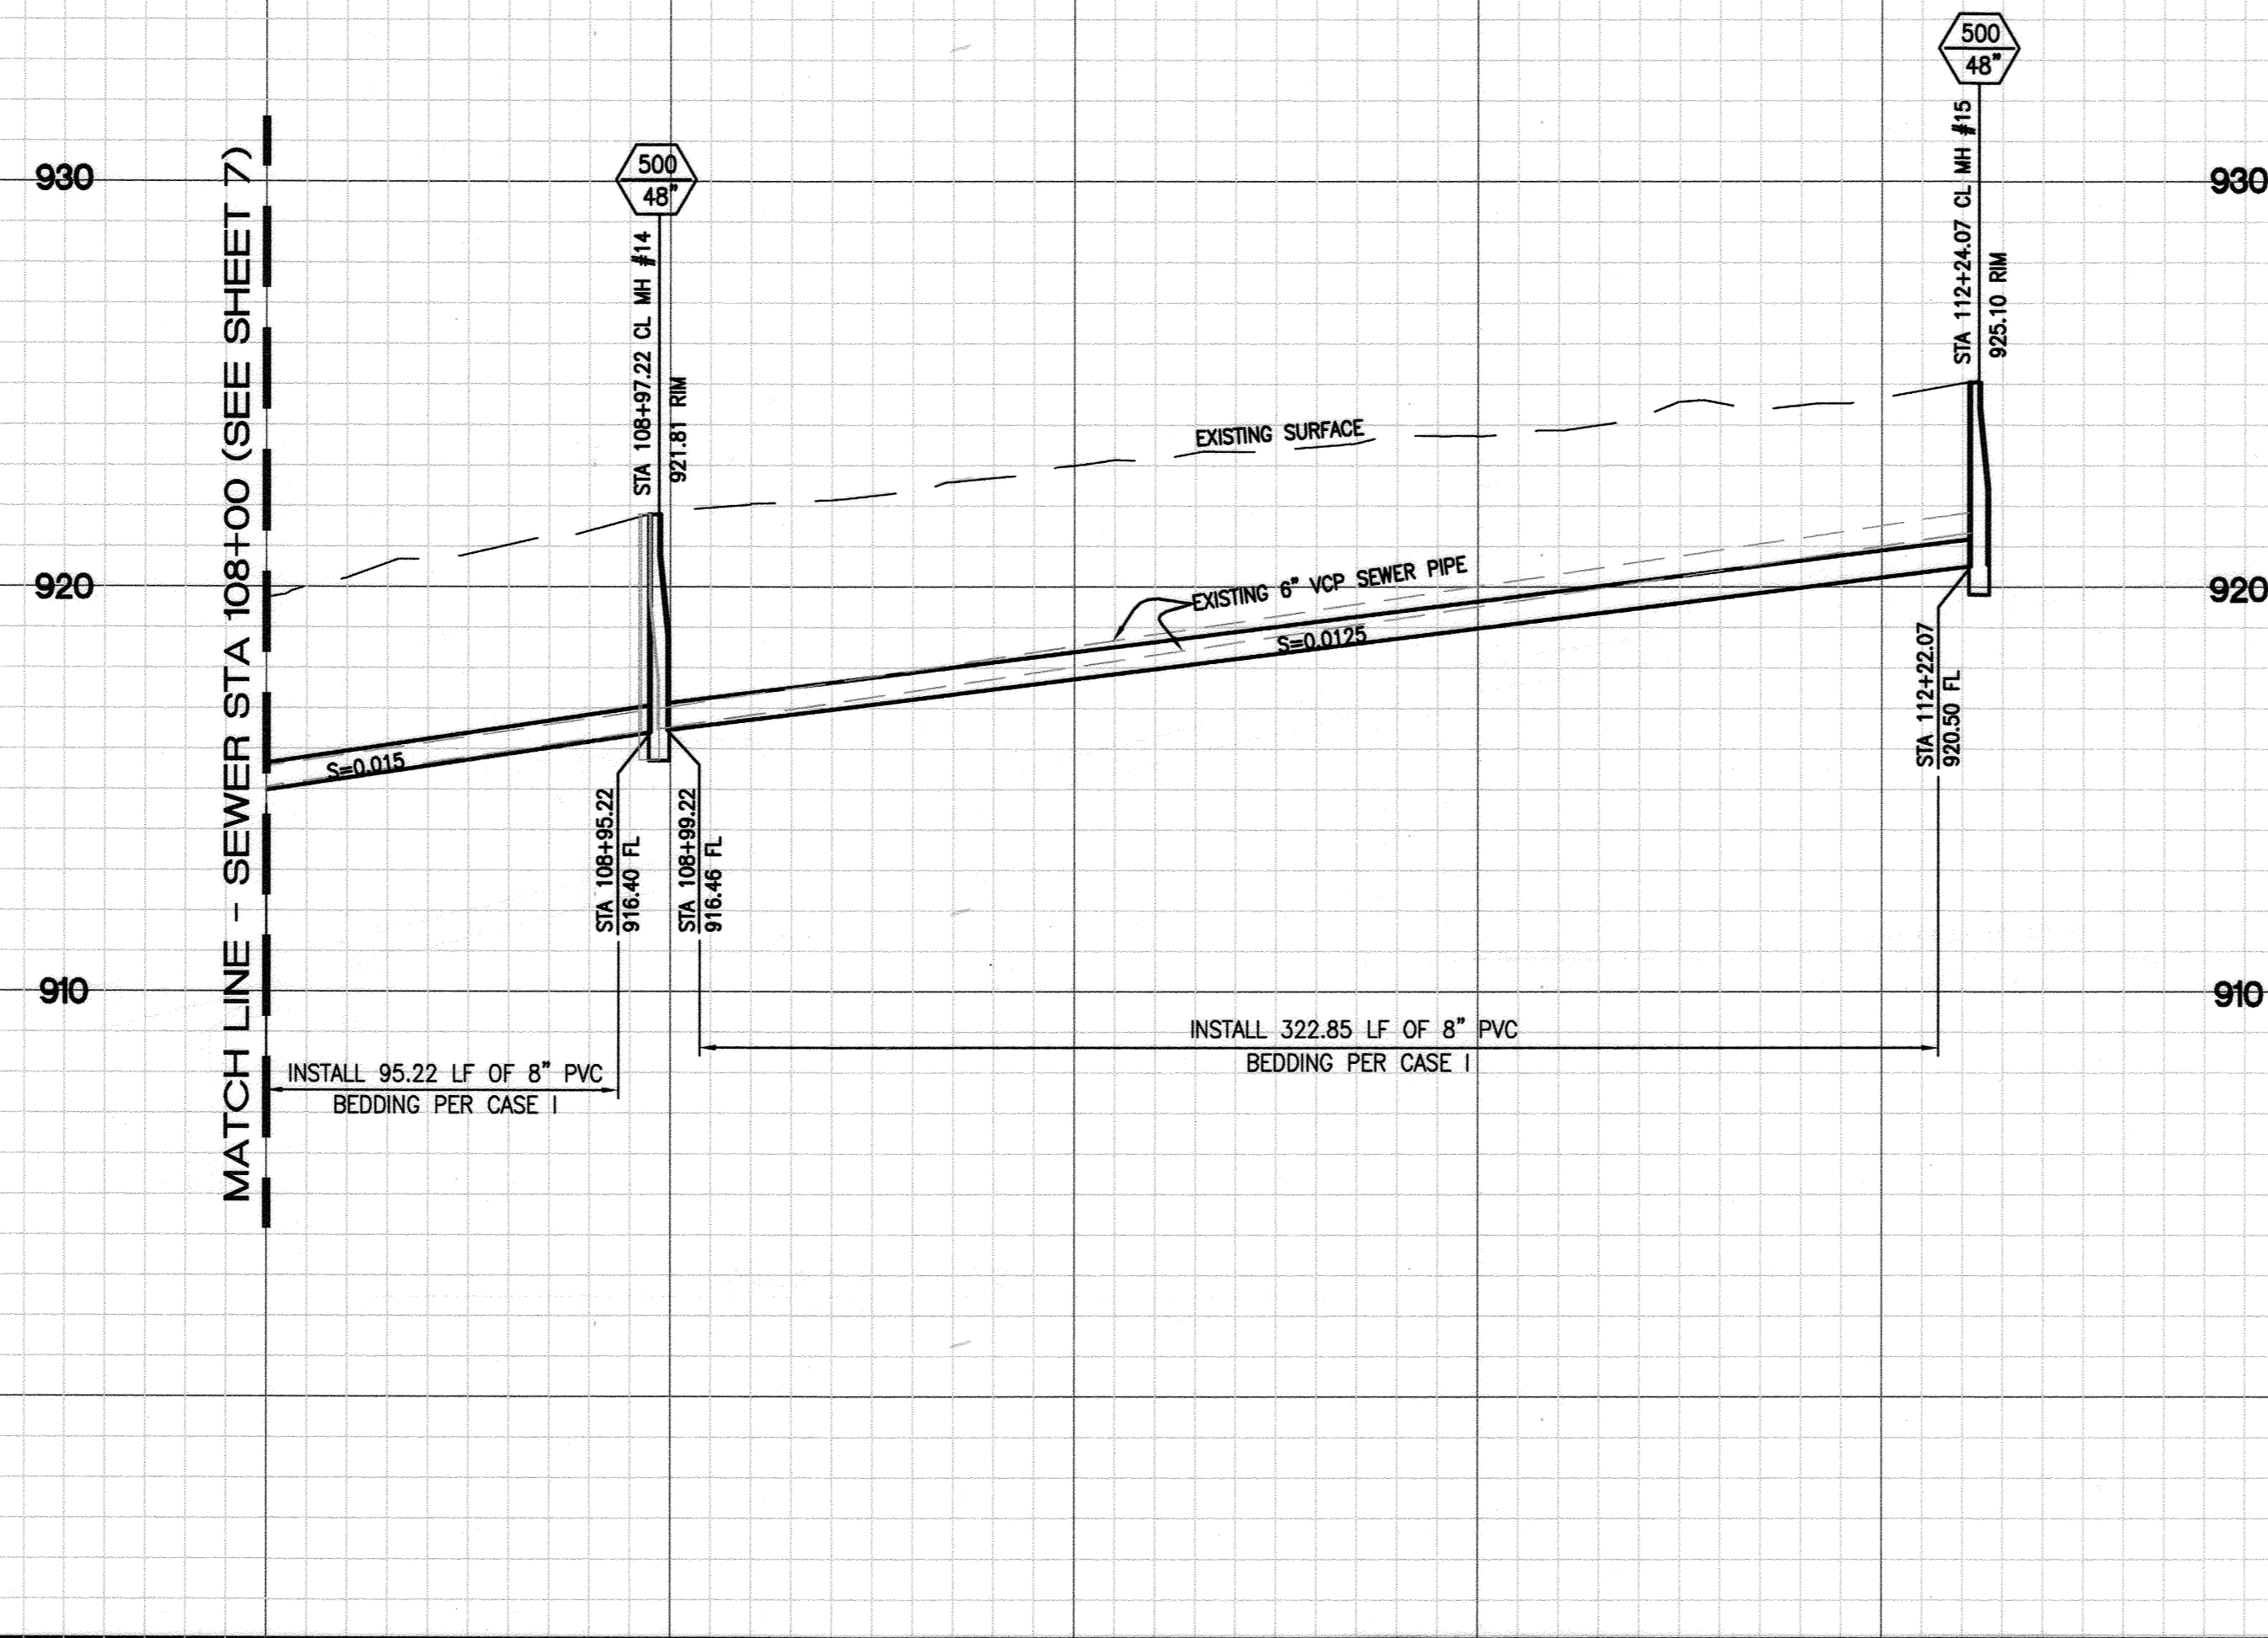 500
48"
500
48"
930
930
MATCH LINE - SEWER STA 108+00 (SEE SHEET 7)
STA 108+97.22 CL MH #14
921.81 RIM
STA 112+24.07 CL MH #15
925.10 RIM
EXISTING SURFACE
920
920
EXISTING 6" VCP SEWER PIPE
S=0.0125
S=0.015
STA 108+95.22
916.40 FL
STA 108+99.22
916.46 FL
STA 112+22.07
920.50 FL
910
910
INSTALL 322.85 LF OF 8" PVC
BEDDING PER CASE I
INSTALL 95.22 LF OF 8" PVC
BEDDING PER CASE I